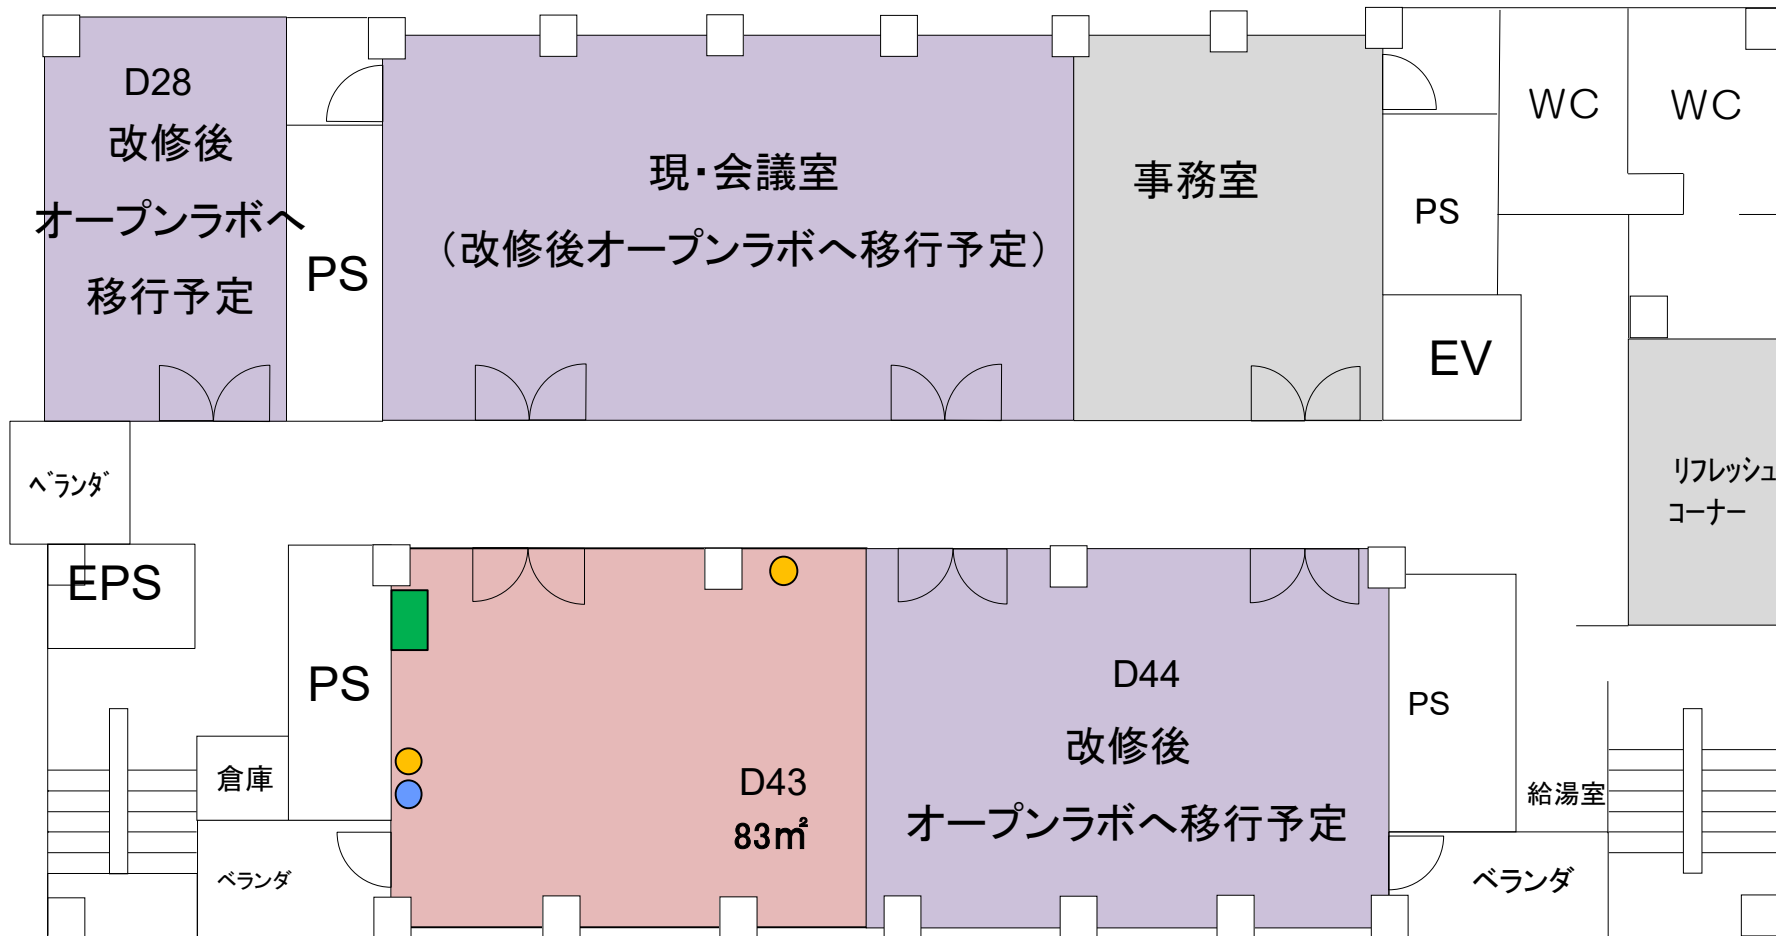 D28
改修後
オープンラボへ
移行予定
PS
現・会議室
（改修後オープンラボへ移行予定）
事務室
PS
EV
WC
WC
リフレッシュ
コーナー
ベランダ
EPS
PS
倉庫
ベランダ
D43
83㎡
D44
改修後
オープンラボへ移行予定
PS
給湯室
ベランダ